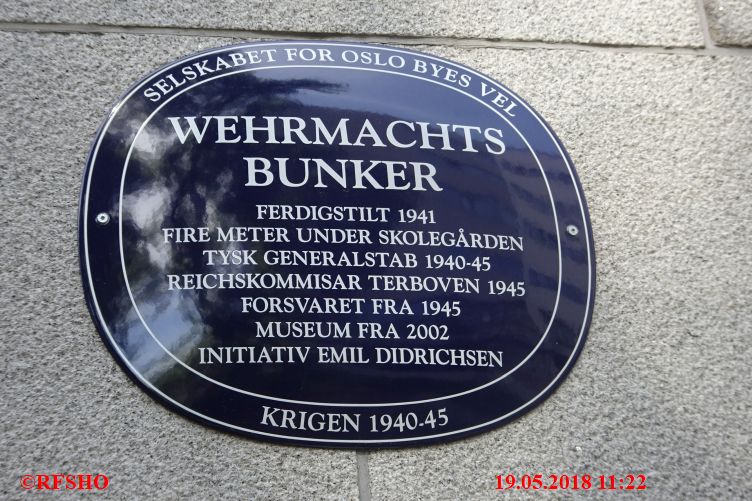 SELSKABET FOR OSLO BYES VEL
WEHRMACHTS
BUNKER
FERDIGSTILT 1941
FIRE METER UNDER SKOLEGÅRDEN
TYSK GENERALSTAB 1940-45
REICHSKOMMISAR TERBOVEN 1945
FORSVARET FRA 1945
MUSEUM FRA 2002
INITIATIV EMIL DIDRICHSEN
KRIGEN 1940-45
©RFSHO
19.05.2018 11:22